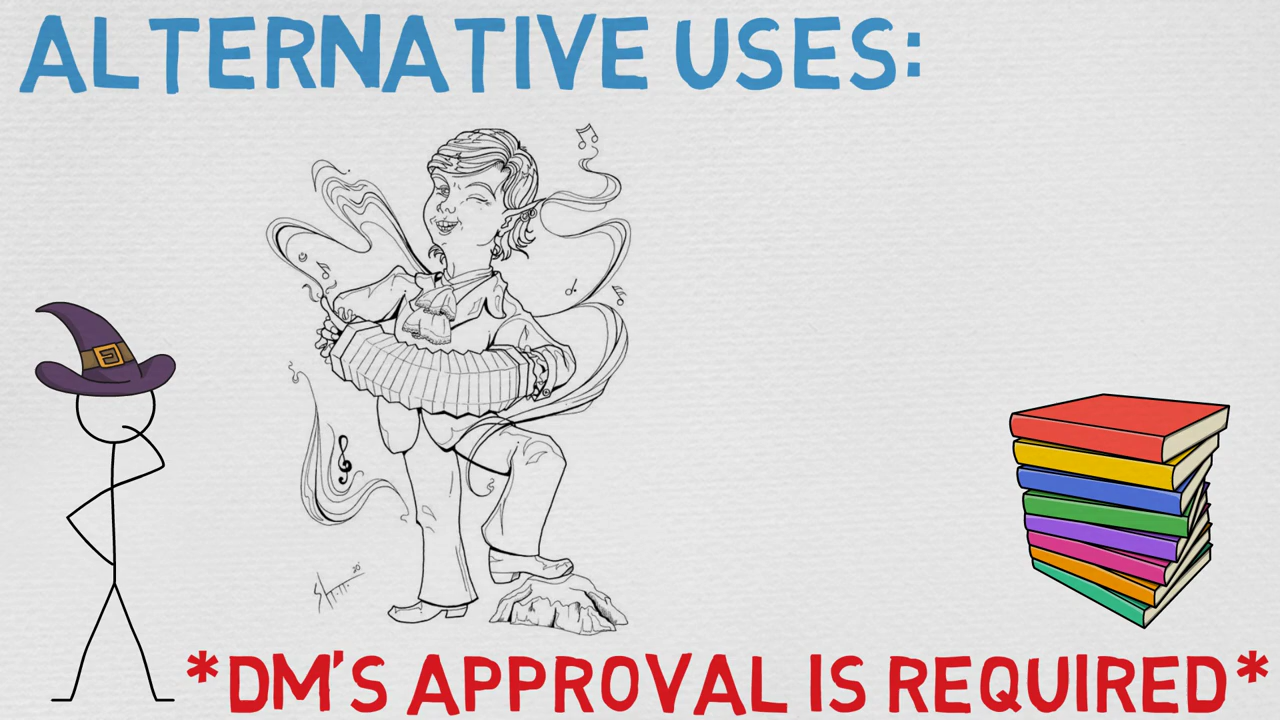 ALTERNATIVE USES:
*DM'S APPROVAL IS REQUIRED*